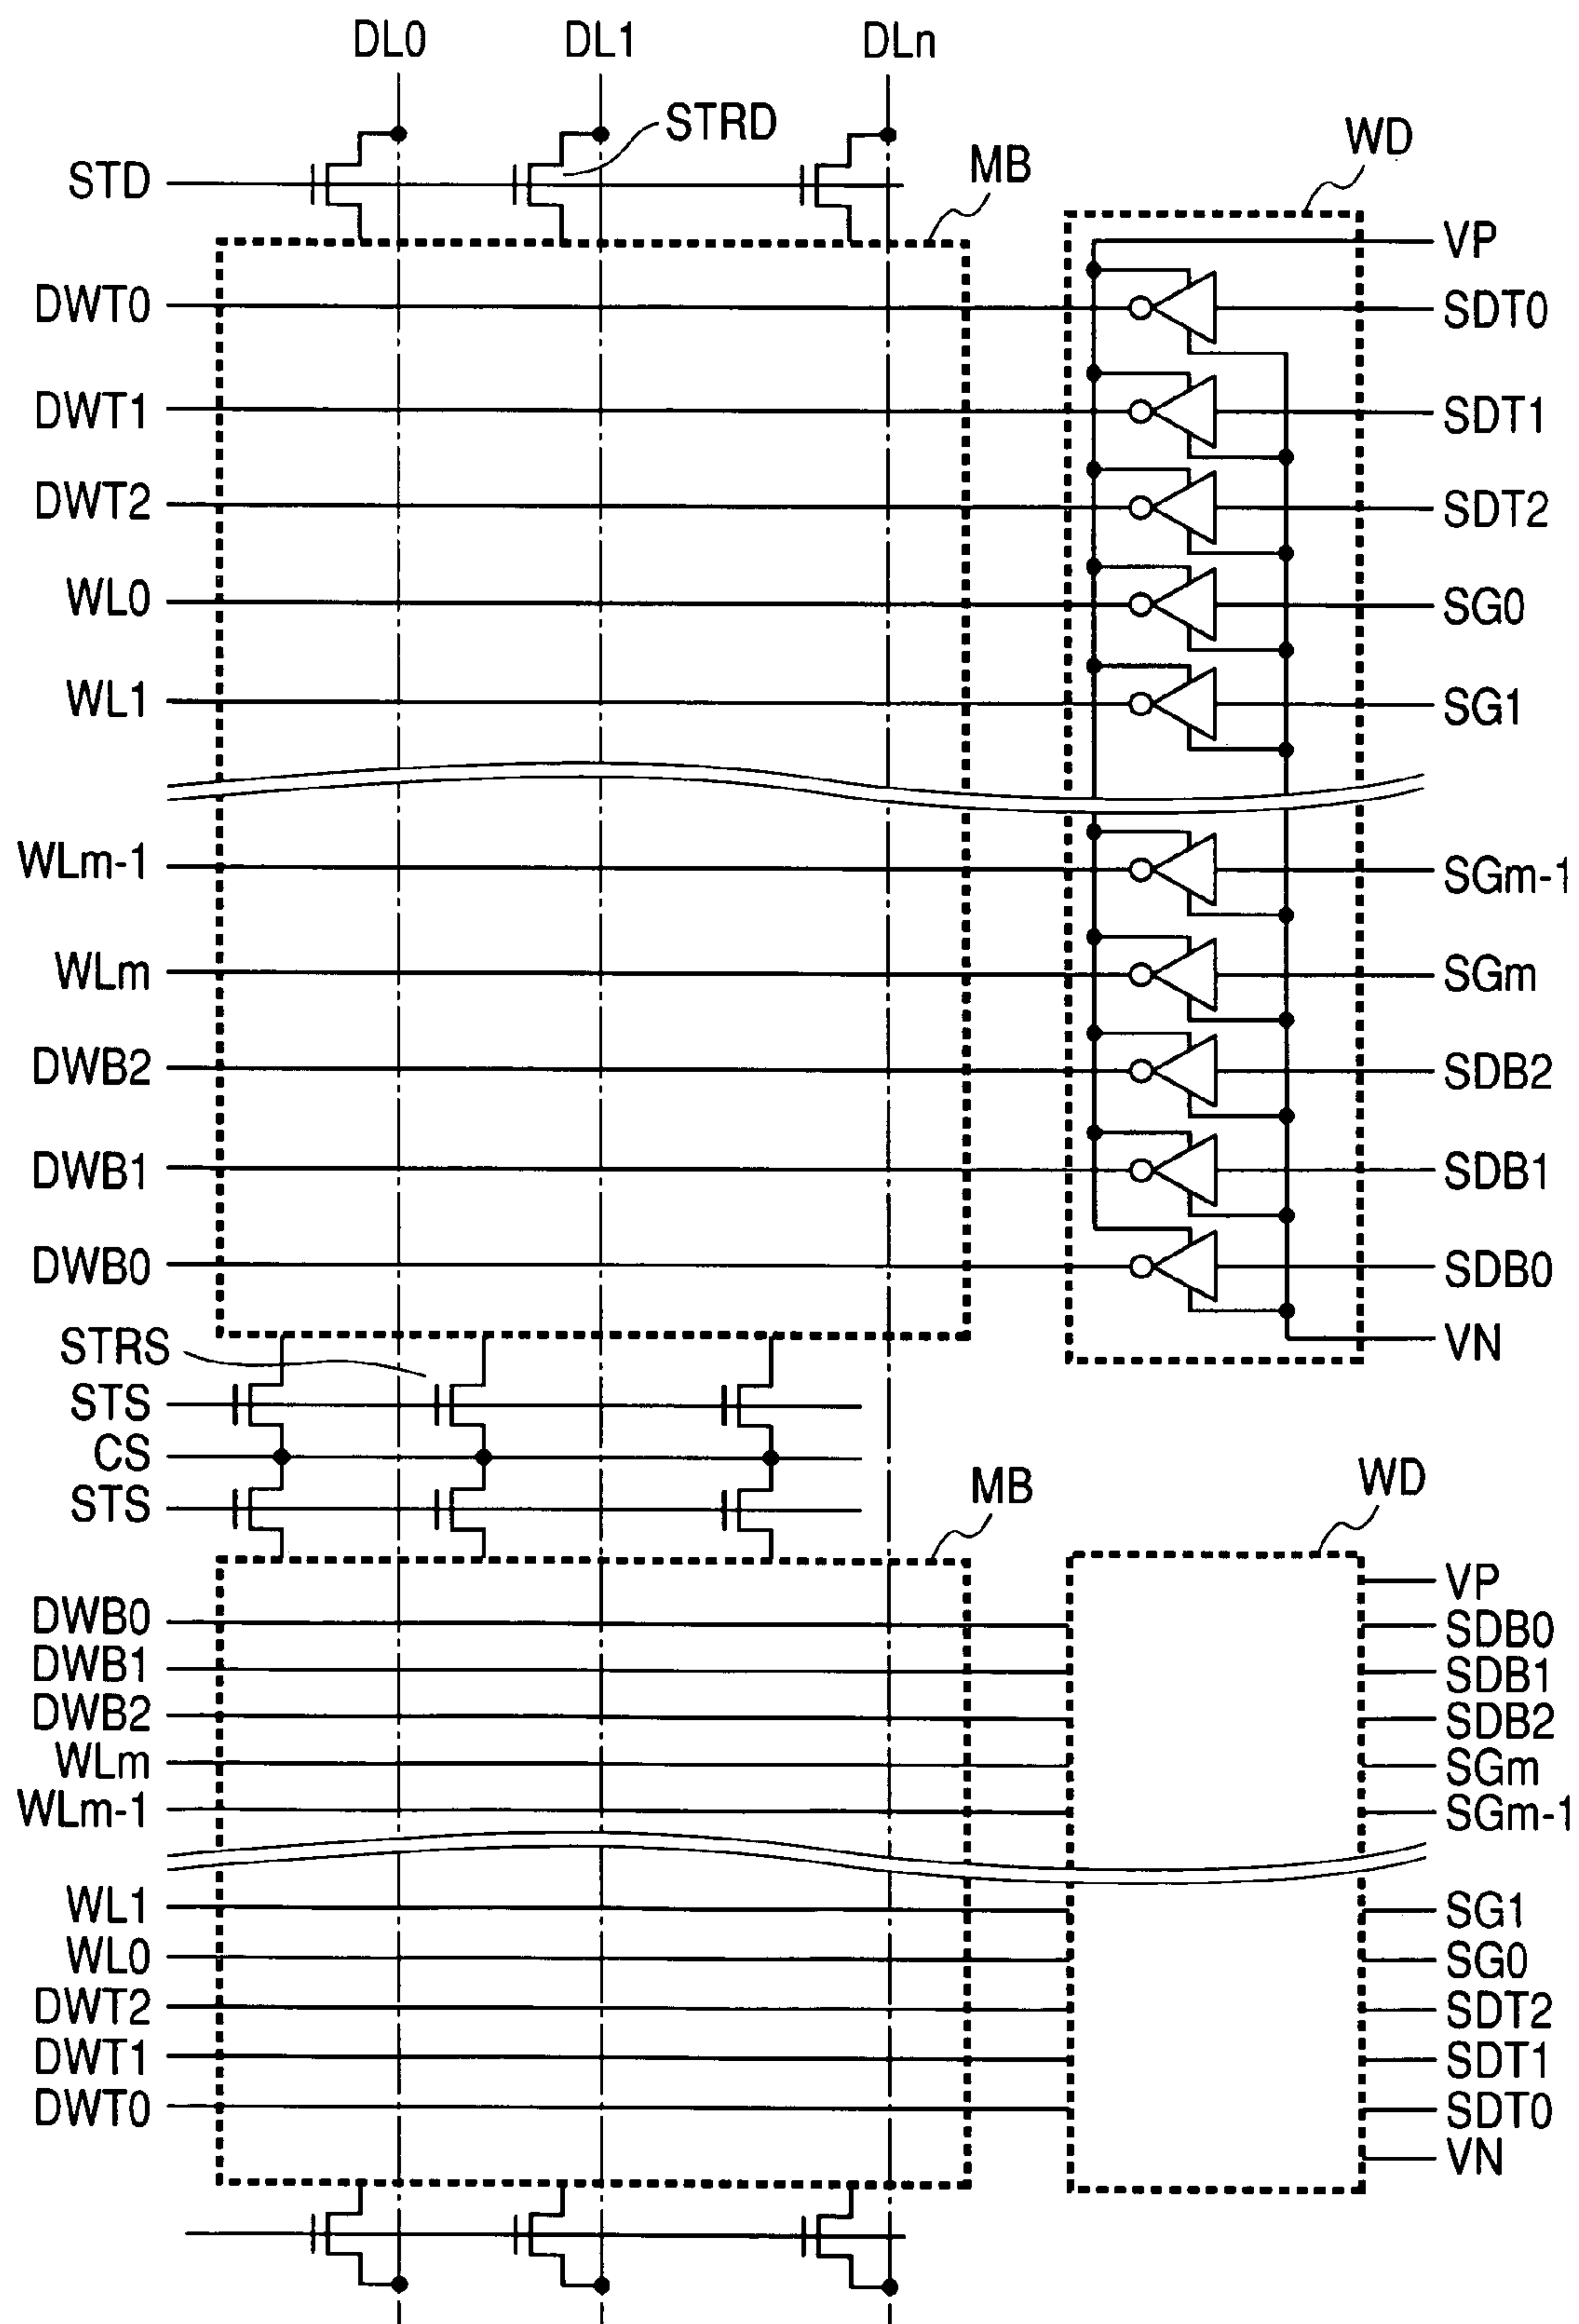 DL0 DL1 DLn
STRD
STD
MB
WD
VP
DWT0 SDT0
DWT1 SDT1
DWT2 SDT2
WL0 SG0
WL1 SG1
WLm-1 SGm-1
WLm SGm
DWB2 SDB2
DWB1 SDB1
DWB0 SDB0
STRS VN
STS
CS
STS
MB
WD
VP
DWB0 SDB0
DWB1 SDB1
DWB2 SDB2
WLm SGm
WLm-1 SGm-1
WL1 SG1
WL0 SG0
DWT2 SDT2
DWT1 SDT1
DWT0 SDT0
VN